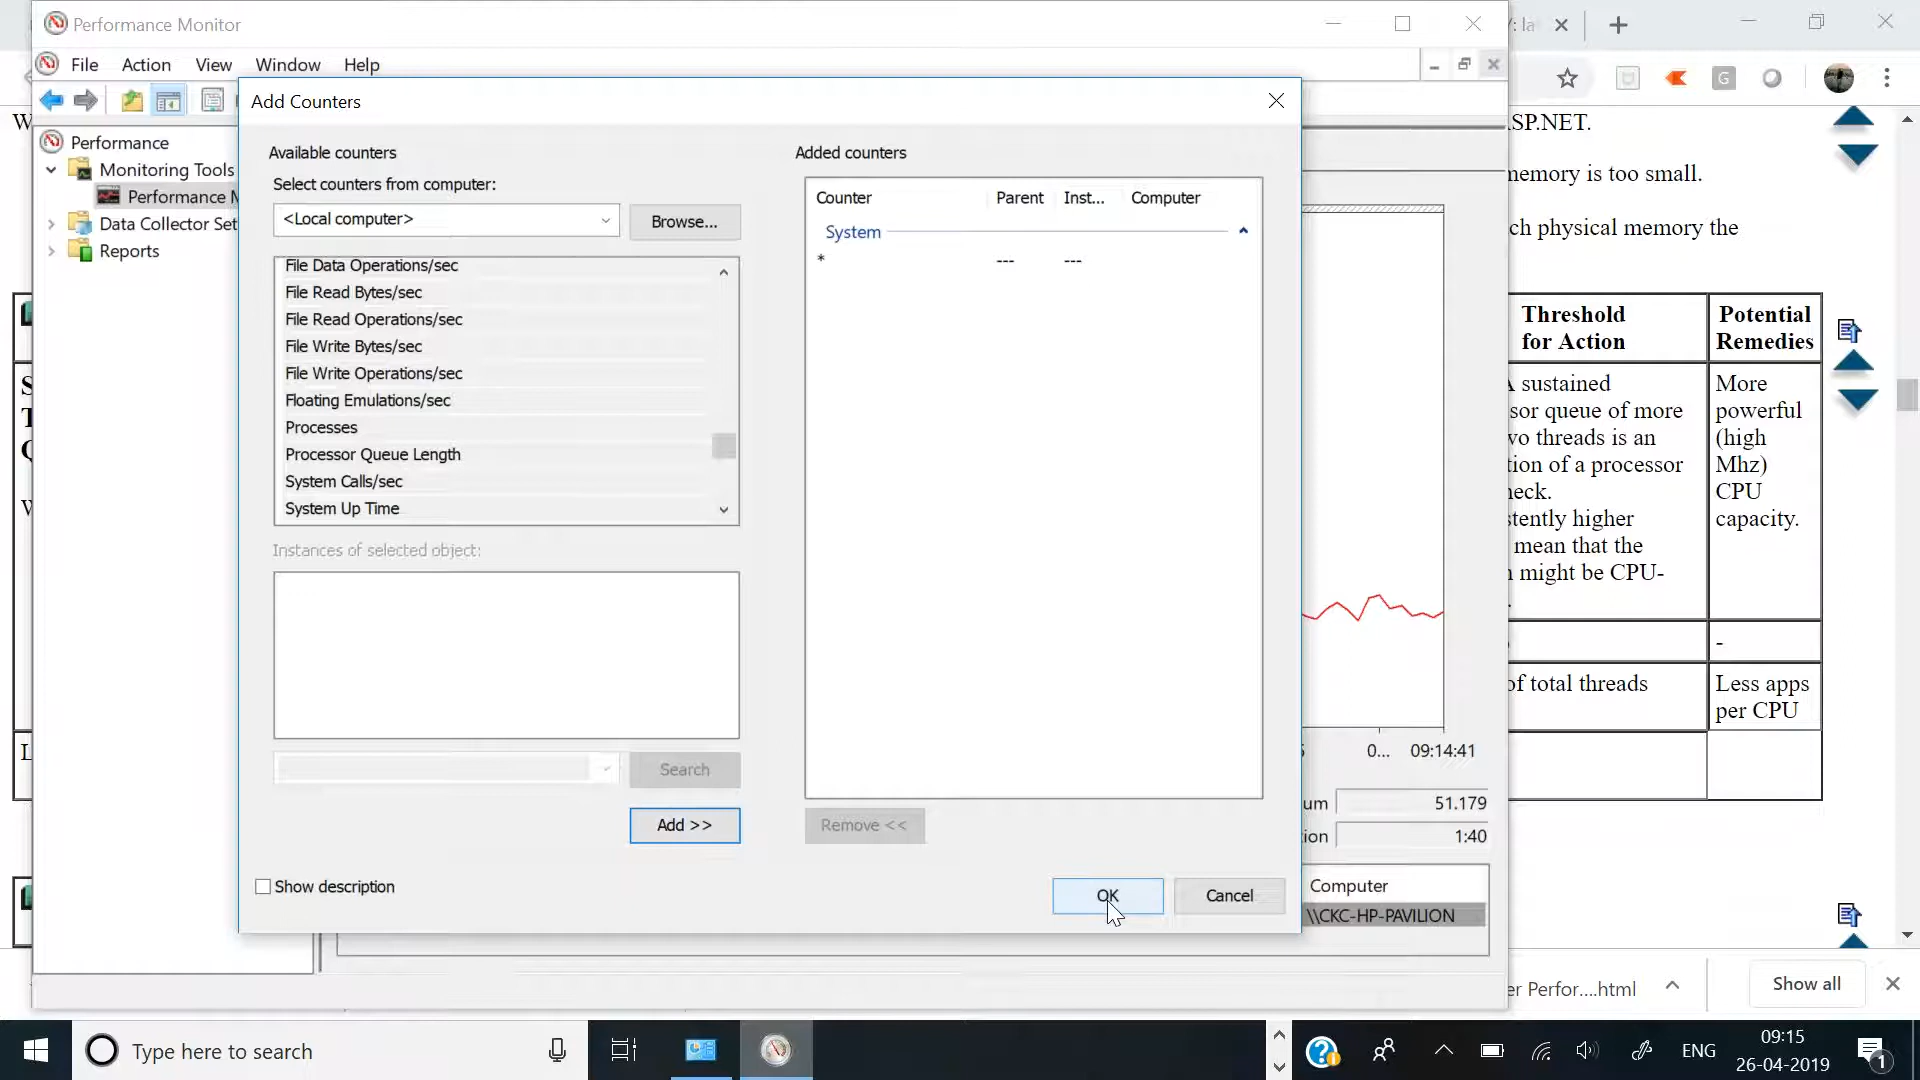 Performance Monitor
File Action View Window Help
Add Counters
Performance
Monitoring Tools
Performance M
Data Collector Set
Reports
Available counters
Select counters from computer:
<Local computer>
Browse...
File Data Operations/sec
File Read Bytes/sec
File Read Operations/sec
File Write Bytes/sec
File Write Operations/sec
Floating Emulations/sec
Processes
Processor Queue Length
System Calls/sec
System Up Time
Instances of selected object:
Search
Add >>
Show description
Added counters
Counter Parent Inst... Computer
System
* --- ---
Remove <<
OK
Cancel
0... 09:14:41
um 51.179
ion 1:40
Computer
\\CKC-HP-PAVILION
: la
G
SP.NET.
memory is too small.
ch physical memory the
Threshold
for Action
Potential
Remedies
sustained
sor queue of more
vo threads is an
tion of a processor
neck.
stently higher
mean that the
might be CPU-
More
powerful
(high
Mhz)
CPU
capacity.
-
of total threads
Less apps
per CPU
er Perfor....html
Show all
Type here to search
ENG
09:15
26-04-2019
1